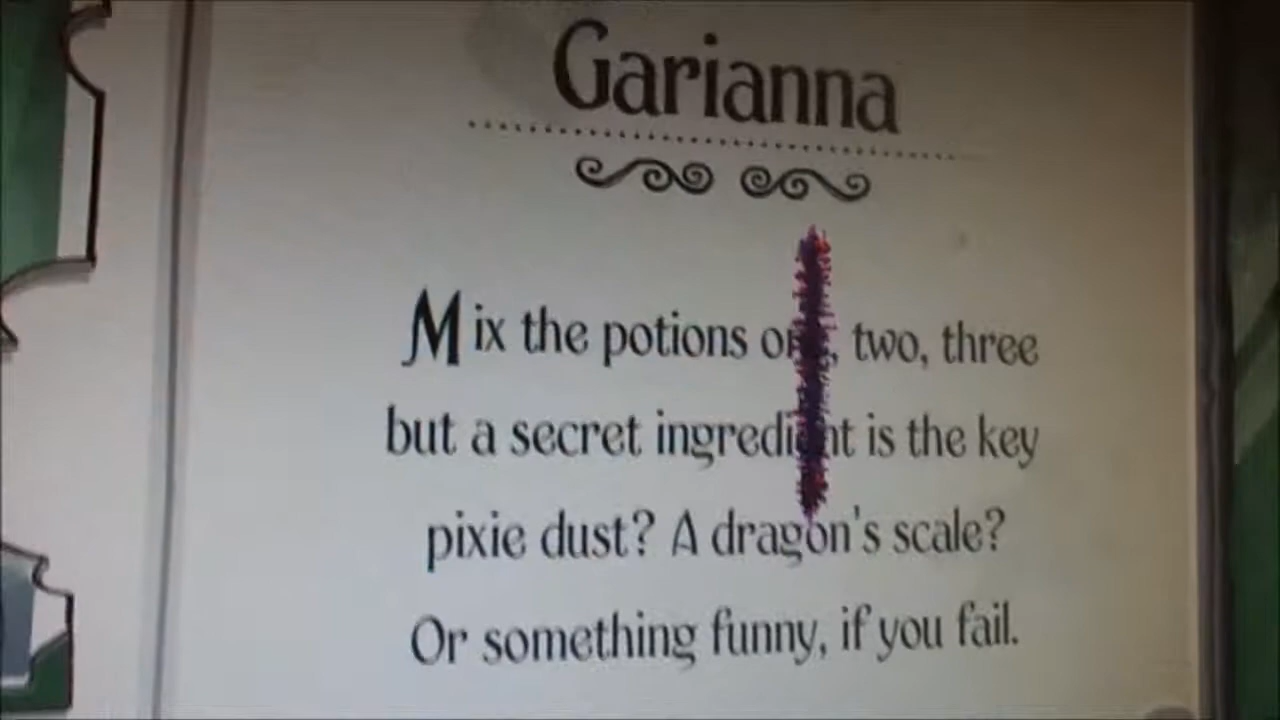 Garianna
Mix the potions one, two, three
but a secret ingredient is the key
pixie dust? A dragon's scale?
Or something funny, if you fail.